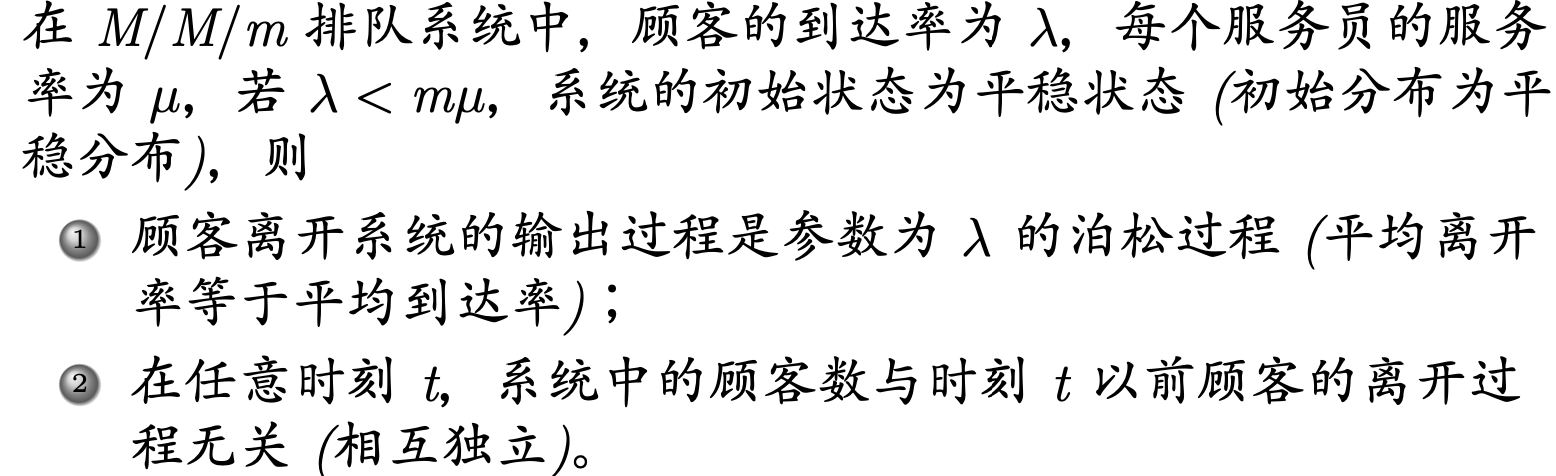 在 M/M/m 排队系统中，顾客的到达率为 λ，每个服务员的服务
率为 μ，若 λ < mμ，系统的初始状态为平稳状态 (初始分布为平
稳分布)，则
1 顾客离开系统的输出过程是参数为 λ 的泊松过程 (平均离开
率等于平均到达率)；
2 在任意时刻 t，系统中的顾客数与时刻 t 以前顾客的离开过
程无关 (相互独立)。